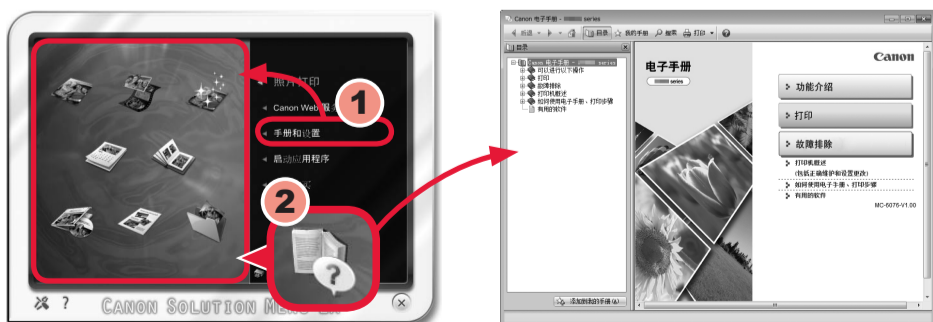 照片打印
Canon Web 服务
手册和设置
启动应用程序
1
2
?
?
CANON SOLUTION MENU EX
Canon 电子手册 - series
前进
目录
我的手册
搜索
打印
目录
Canon 电子手册 - series
可以进行以下操作
打印
故障排除
打印机概述
如何使用电子手册、打印步骤
有用的软件
添加到我的手册(A)
电子手册
series
Canon
功能介绍
打印
故障排除
打印机概述
(包括正确维护和设置更改)
如何使用电子手册、打印步骤
有用的软件
MC-6076-V1.00